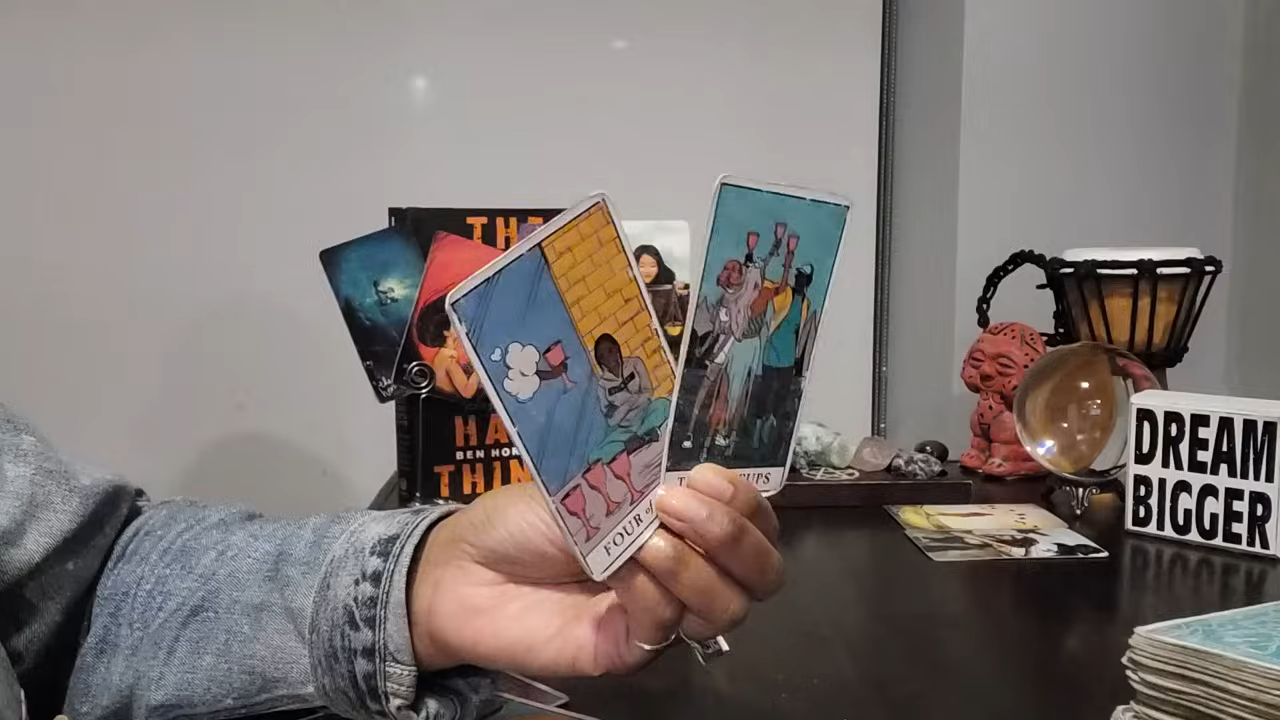 THE
HA
BEN HOR
THIN
FOUR of
CUPS
DREAM
BIGGER